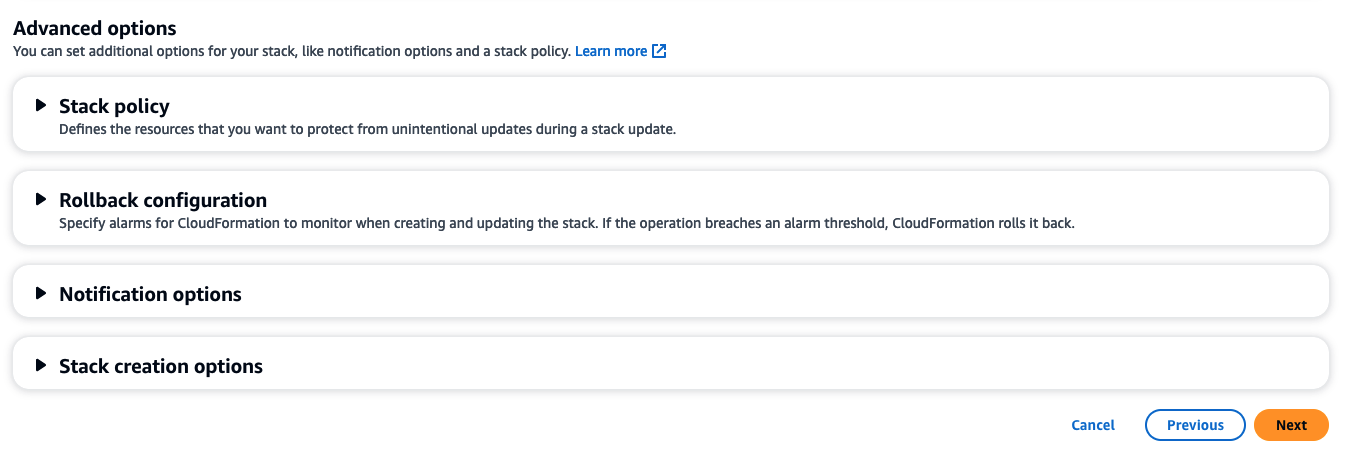 Advanced options
You can set additional options for your stack, like notification options and a stack policy. Learn more
Stack policy
Defines the resources that you want to protect from unintentional updates during a stack update.
Rollback configuration
Specify alarms for CloudFormation to monitor when creating and updating the stack. If the operation breaches an alarm threshold, CloudFormation rolls it back.
Notification options
Stack creation options
Cancel Previous Next